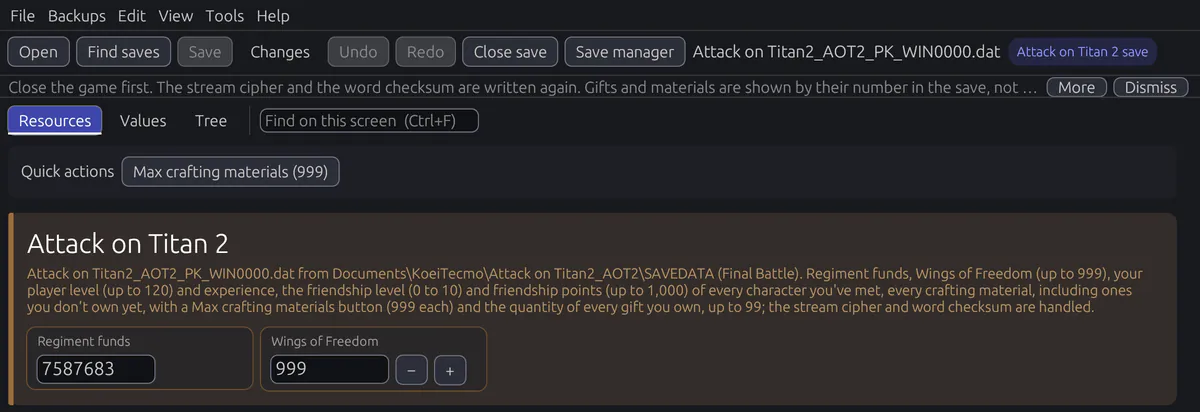 File Backups Edit View Tools Help
Open Find saves Save Changes Undo Redo Close save Save manager Attack on Titan2_AOT2_PK_WIN0000.dat Attack on Titan 2 save
Close the game first. The stream cipher and the word checksum are written again. Gifts and materials are shown by their number in the save, not ... More Dismiss
Resources Values Tree Find on this screen (Ctrl+F)
Quick actions Max crafting materials (999)
Attack on Titan 2
Attack on Titan2_AOT2_PK_WIN0000.dat from Documents\KoeiTecmo\Attack on Titan2_AOT2\SAVEDATA (Final Battle). Regiment funds, Wings of Freedom (up to 999), your
player level (up to 120) and experience, the friendship level (0 to 10) and friendship points (up to 1,000) of every character you've met, every crafting material, including ones
you don't own yet, with a Max crafting materials button (999 each) and the quantity of every gift you own, up to 99; the stream cipher and word checksum are handled.
Regiment funds Wings of Freedom
7587683 999 − +